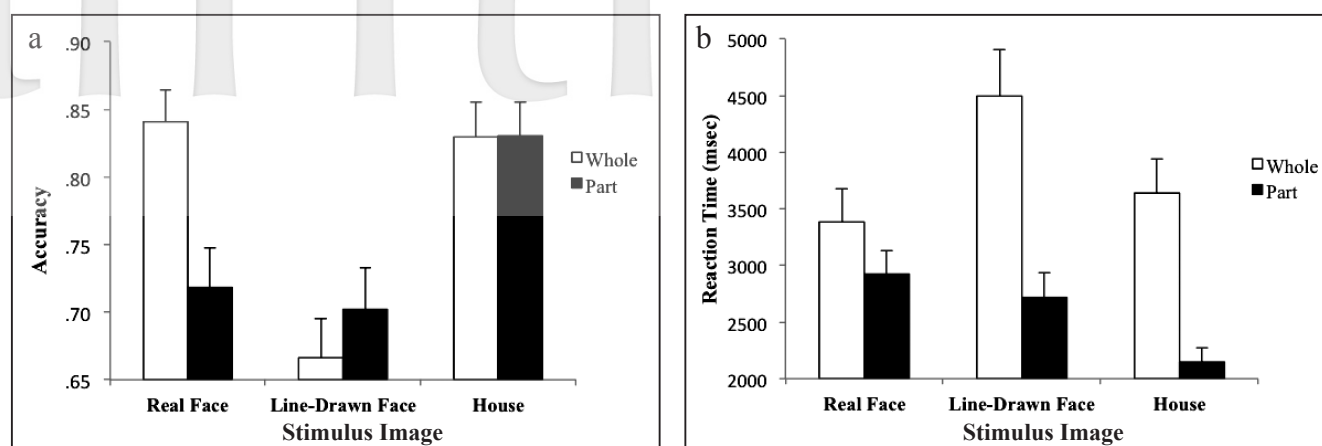 a
.90
.85
.80
.75
.70
.65
Accuracy
Whole
Part
Real Face Line-Drawn Face House
Stimulus Image
b
5000
4500
4000
3500
3000
2500
2000
Reaction Time (msec)
Whole
Part
Real Face Line-Drawn Face House
Stimulus Image